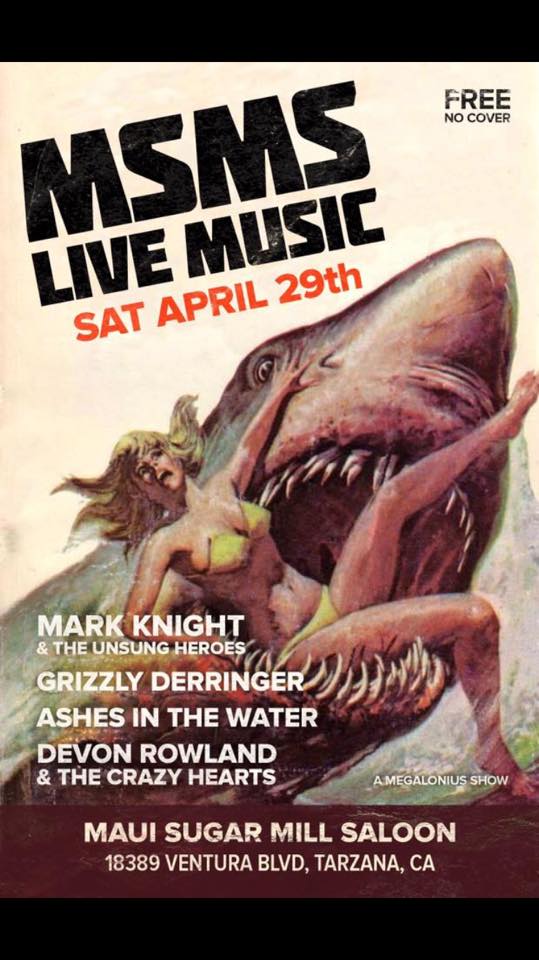 FREE
NO COVER
MSMS
LIVE MUSIC
SAT APRIL 29th
MARK KNIGHT
& THE UNSUNG HEROES
GRIZZLY DERRINGER
ASHES IN THE WATER
DEVON ROWLAND
& THE CRAZY HEARTS
A MEGALONIUS SHOW
MAUI SUGAR MILL SALOON
18389 VENTURA BLVD, TARZANA, CA